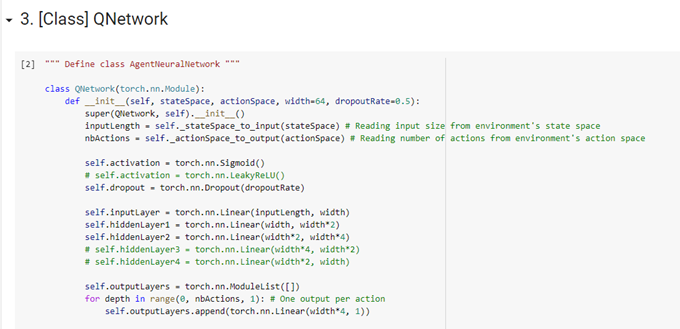 3. [Class] QNetwork
[2] """ Define class AgentNeuralNetwork """
class QNetwork(torch.nn.Module):
def __init__(self, stateSpace, actionSpace, width=64, dropoutRate=0.5):
super(QNetwork, self).__init__()
inputLength = self._stateSpace_to_input(stateSpace) # Reading input size from environment's state space
nbActions = self._actionSpace_to_output(actionSpace) # Reading number of actions from environment's action space
self.activation = torch.nn.Sigmoid()
# self.activation = torch.nn.LeakyReLU()
self.dropout = torch.nn.Dropout(dropoutRate)
self.inputLayer = torch.nn.Linear(inputLength, width)
self.hiddenLayer1 = torch.nn.Linear(width, width*2)
self.hiddenLayer2 = torch.nn.Linear(width*2, width*4)
# self.hiddenLayer3 = torch.nn.Linear(width*4, width*2)
# self.hiddenLayer4 = torch.nn.Linear(width*2, width)
self.outputLayers = torch.nn.ModuleList([])
for depth in range(0, nbActions, 1): # One output per action
self.outputLayers.append(torch.nn.Linear(width*4, 1))